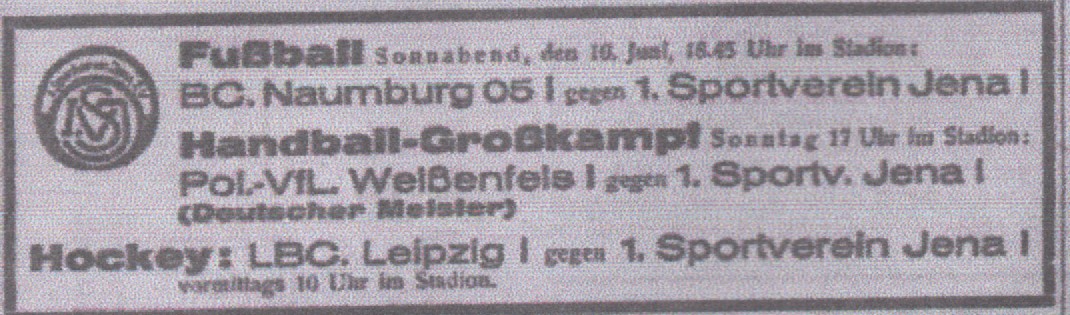 Fußball Sonnabend, den 10. Juni, 18.45 Uhr im Stadion:
BC. Naumburg 05 I gegen 1. Sportverein Jena I
Handball-Großkampf Sonntag 17 Uhr im Stadion:
Pol.-VfL. Weißenfels I gegen 1. Sportv. Jena I
(Deutscher Meister)
Hockey: LBC. Leipzig I gegen 1. Sportverein Jena I
vormittags 10 Uhr im Stadion.